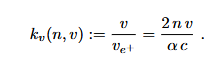 k_v(n, v) := v / v_{e^+} = 2 n v / α c .